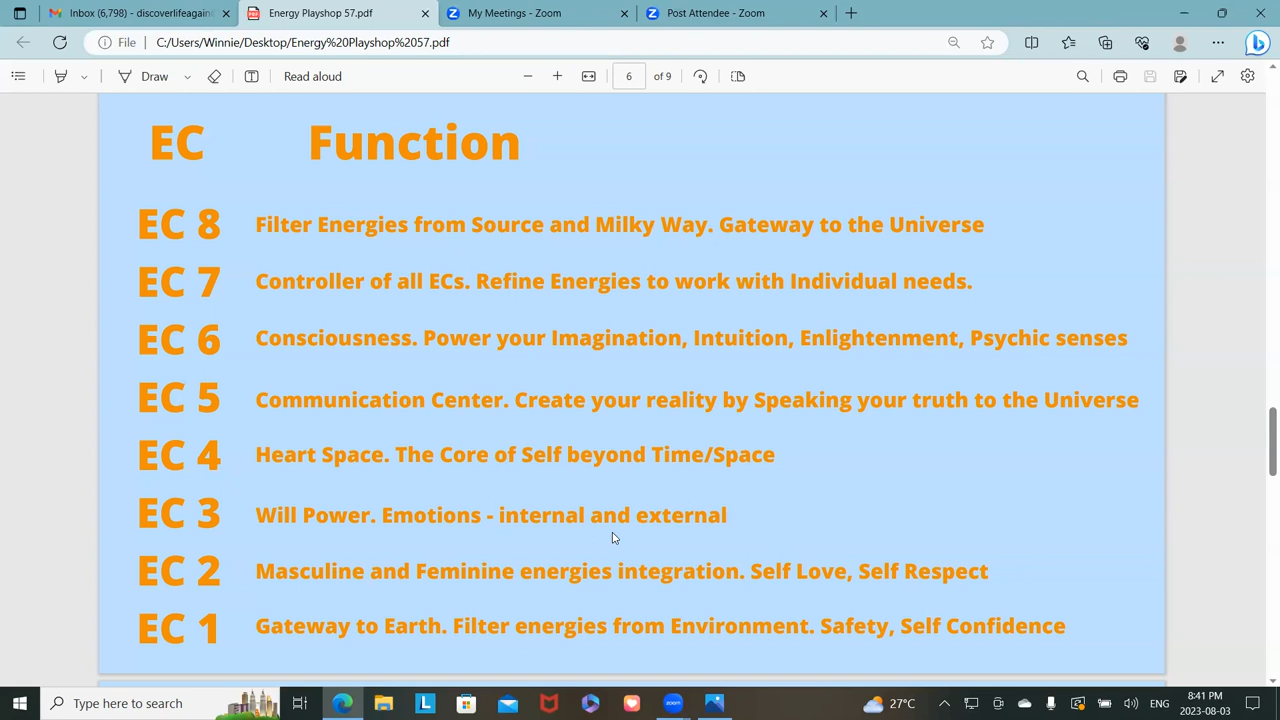 Inbox (6,798) - discoverlifeagain
Energy Playshop 57.pdf
My Meetings - Zoom
Post Attendee - Zoom
File
C:/Users/Winnie/Desktop/Energy%20Playshop%2057.pdf
Draw
Read aloud
6 of 9
EC Function
EC 8 Filter Energies from Source and Milky Way. Gateway to the Universe
EC 7 Controller of all ECs. Refine Energies to work with Individual needs.
EC 6 Consciousness. Power your Imagination, Intuition, Enlightenment, Psychic senses
EC 5 Communication Center. Create your reality by Speaking your truth to the Universe
EC 4 Heart Space. The Core of Self beyond Time/Space
EC 3 Will Power. Emotions - internal and external
EC 2 Masculine and Feminine energies integration. Self Love, Self Respect
EC 1 Gateway to Earth. Filter energies from Environment. Safety, Self Confidence
Type here to search
L
zoom
27°C
ENG
8:41 PM
2023-08-03